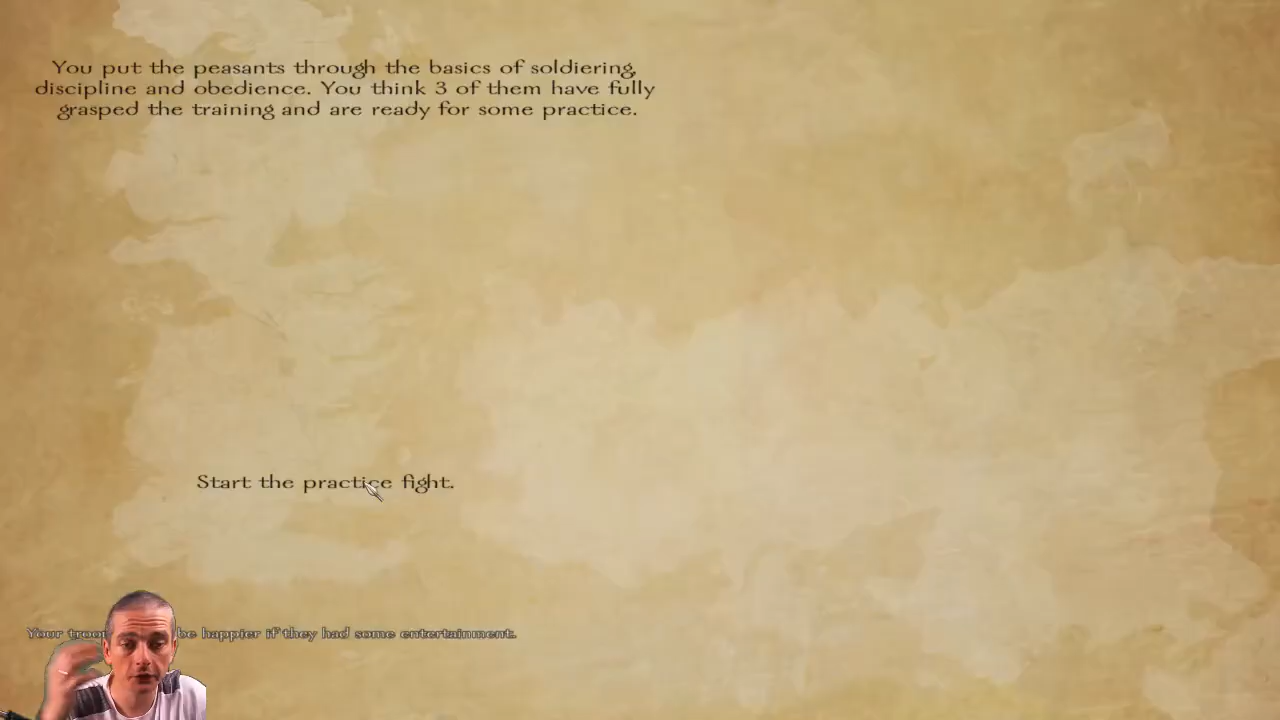 You put the peasants through the basics of soldiering,
discipline and obedience. You think 3 of them have fully
grasped the training and are ready for some practice.
Start the practice fight.
Your be happier if they had some entertainment.